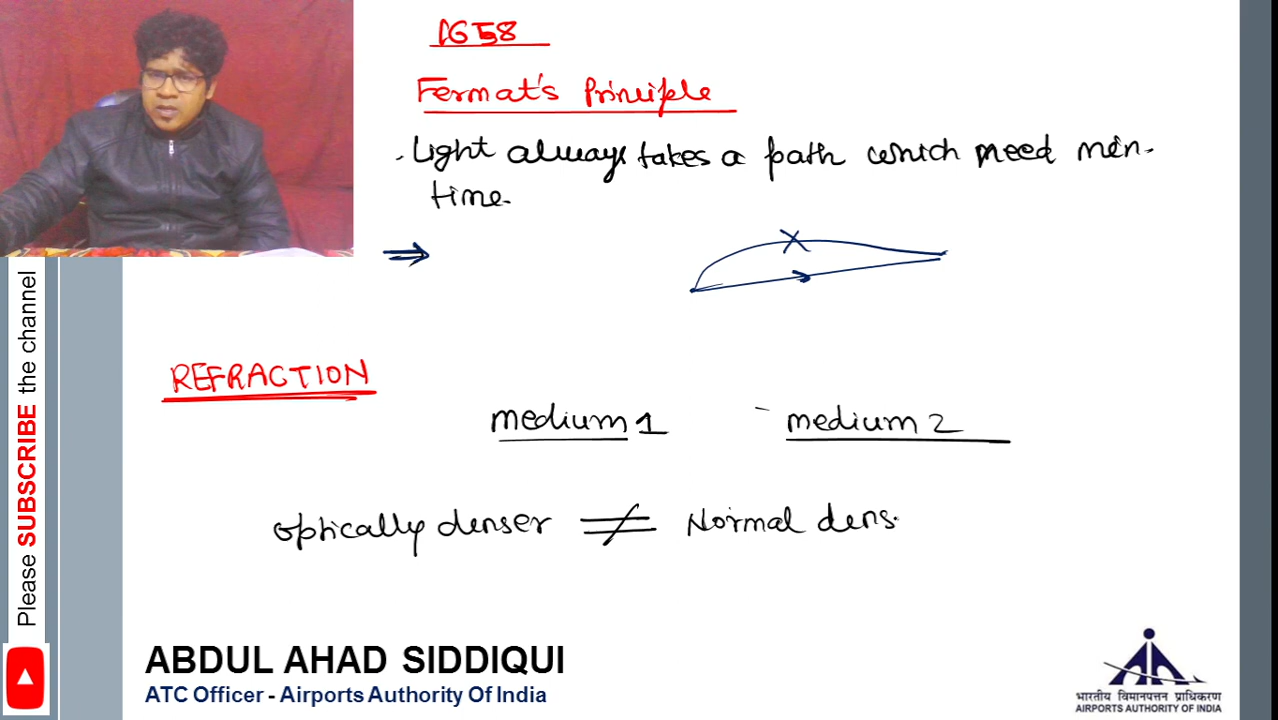 1658
Fermat's Principle
. Light always takes a path which need min.
time.
REFRACTION
medium 1 medium 2
optically denser ≠ Normal dens
Please SUBSCRIBE the channel
ABDUL AHAD SIDDIQUI
ATC Officer - Airports Authority Of India
भारतीय विमानपत्तन प्राधिकरण
AIRPORTS AUTHORITY OF INDIA